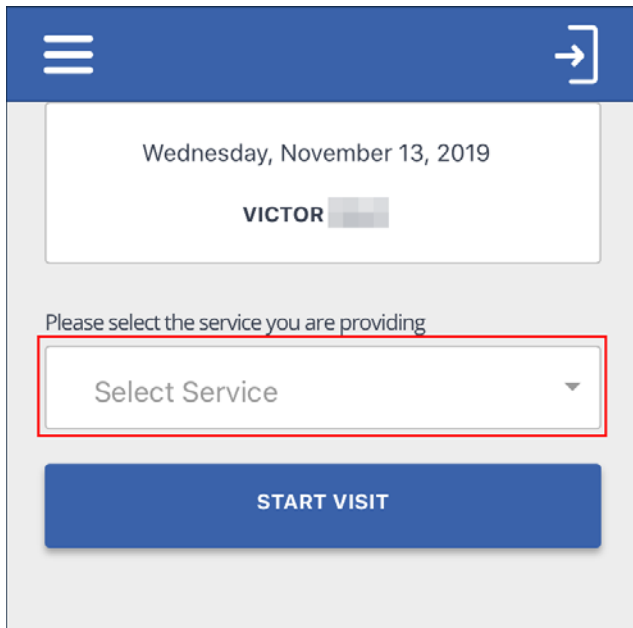 Wednesday, November 13, 2019
VICTOR
Please select the service you are providing
Select Service
START VISIT